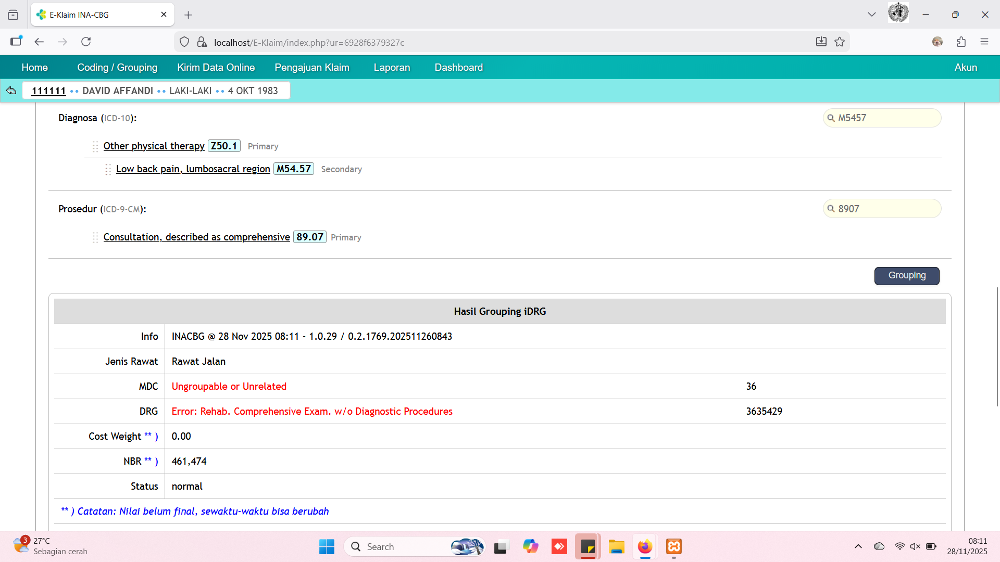 E-Klaim INA-CBG
localhost/E-Klaim/index.php?ur=6928f6379327c
Home Coding / Grouping Kirim Data Online Pengajuan Klaim Laporan Dashboard Akun
111111 •• DAVID AFFANDI •• LAKI-LAKI •• 4 OKT 1983
Diagnosa (ICD-10): M5457
Other physical therapy Z50.1 Primary
Low back pain, lumbosacral region M54.57 Secondary
Prosedur (ICD-9-CM): 8907
Consultation, described as comprehensive 89.07 Primary
Grouping
Hasil Grouping iDRG
Info INACBG @ 28 Nov 2025 08:11 - 1.0.29 / 0.2.1769.202511260843
Jenis Rawat Rawat Jalan
MDC Ungroupable or Unrelated 36
DRG Error: Rehab. Comprehensive Exam. w/o Diagnostic Procedures 3635429
Cost Weight ** ) 0.00
NBR ** ) 461,474
Status normal
** ) Catatan: Nilai belum final, sewaktu-waktu bisa berubah
3 27°C
Sebagian cerah
Search
08:11
28/11/2025